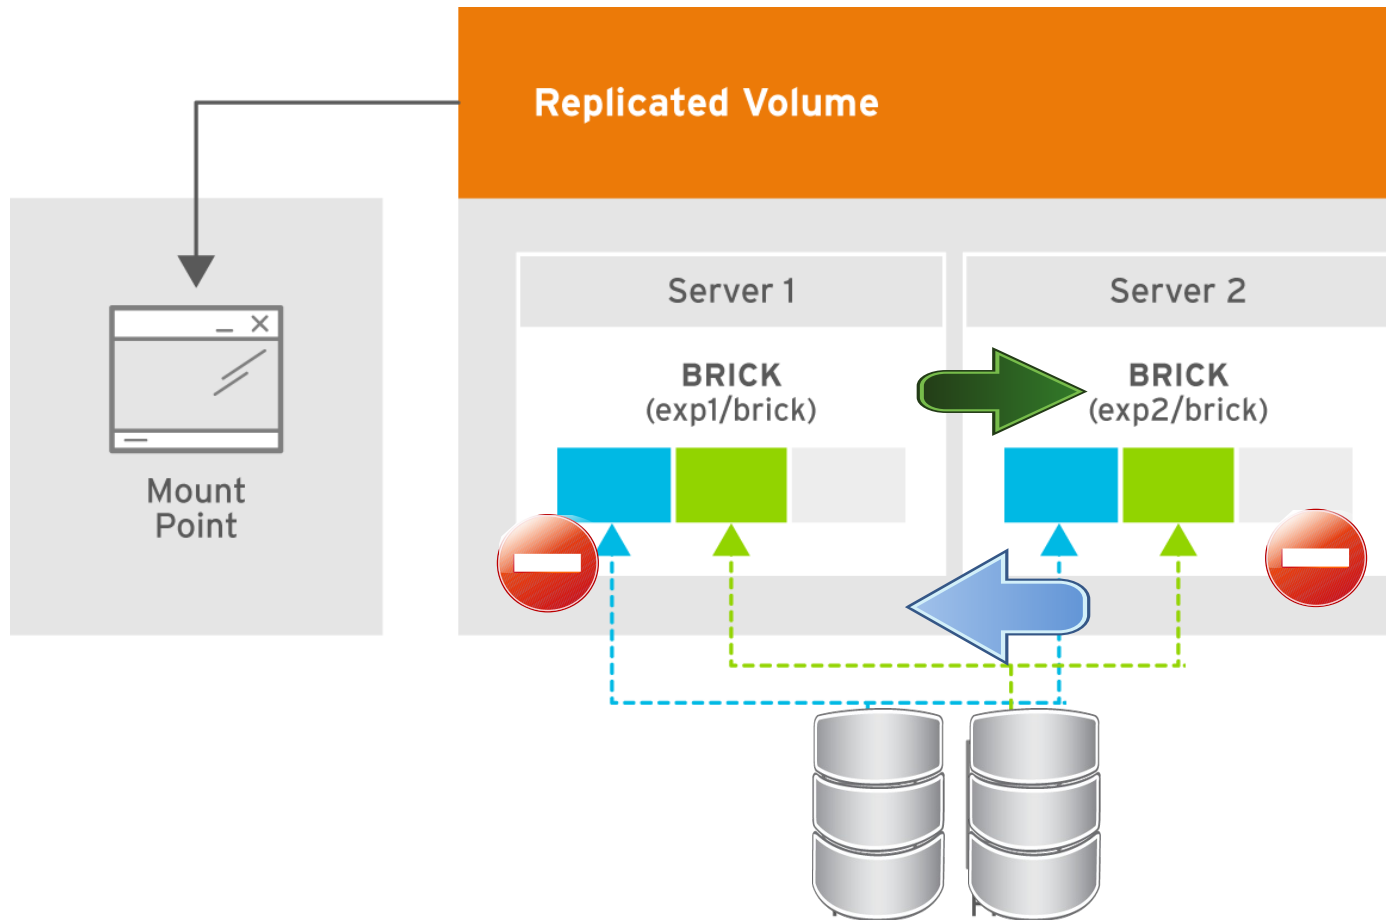 Replicated Volume
Server 1
Server 2
BRICK
(exp1/brick)
BRICK
(exp2/brick)
Mount
Point